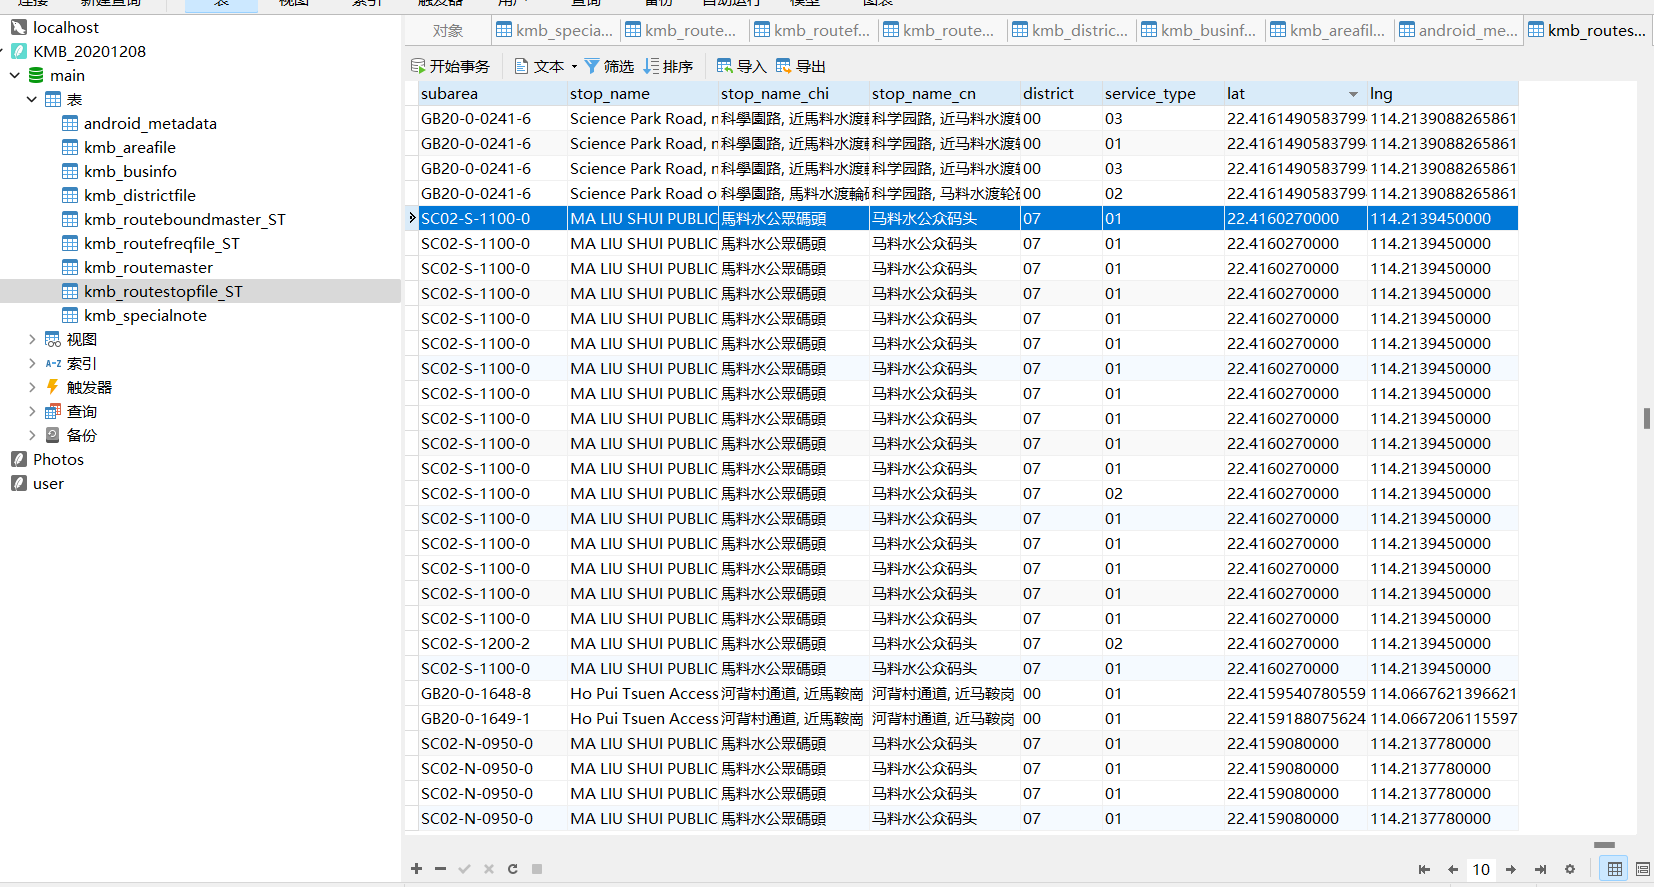 连接 新建查询 表 视图 索引 触发器 用户 查询 备份 自动运行 模型 图表
localhost
KMB_20201208
main
表
android_metadata
kmb_areafile
kmb_businfo
kmb_districtfile
kmb_routeboundmaster_ST
kmb_routefreqfile_ST
kmb_routemaster
kmb_routestopfile_ST
kmb_specialnote
视图
索引
触发器
查询
备份
Photos
user
对象 kmb_specia... kmb_route... kmb_routef... kmb_route... kmb_distric... kmb_businf... kmb_areafil... android_me... kmb_routes...
开始事务 文本 筛选 排序 导入 导出
subarea stop_name stop_name_chi stop_name_cn district service_type lat lng
GB20-0-0241-6 Science Park Road, n 科學園路, 近馬料水渡 科学园路, 近马料水渡 00 03 22.4161490583799 114.2139088265861
GB20-0-0241-6 Science Park Road, n 科學園路, 近馬料水渡 科学园路, 近马料水渡 00 01 22.4161490583799 114.2139088265861
GB20-0-0241-6 Science Park Road, n 科學園路, 近馬料水渡 科学园路, 近马料水渡 00 03 22.4161490583799 114.2139088265861
GB20-0-0241-6 Science Park Road o 科學園路, 馬料水渡輪 科学园路, 马料水渡轮 00 02 22.4161490583799 114.2139088265861
SC02-S-1100-0 MA LIU SHUI PUBLIC 馬料水公眾碼頭 马料水公众码头 07 01 22.4160270000 114.2139450000
SC02-S-1100-0 MA LIU SHUI PUBLIC 馬料水公眾碼頭 马料水公众码头 07 01 22.4160270000 114.2139450000
SC02-S-1100-0 MA LIU SHUI PUBLIC 馬料水公眾碼頭 马料水公众码头 07 01 22.4160270000 114.2139450000
SC02-S-1100-0 MA LIU SHUI PUBLIC 馬料水公眾碼頭 马料水公众码头 07 01 22.4160270000 114.2139450000
SC02-S-1100-0 MA LIU SHUI PUBLIC 馬料水公眾碼頭 马料水公众码头 07 01 22.4160270000 114.2139450000
SC02-S-1100-0 MA LIU SHUI PUBLIC 馬料水公眾碼頭 马料水公众码头 07 01 22.4160270000 114.2139450000
SC02-S-1100-0 MA LIU SHUI PUBLIC 馬料水公眾碼頭 马料水公众码头 07 01 22.4160270000 114.2139450000
SC02-S-1100-0 MA LIU SHUI PUBLIC 馬料水公眾碼頭 马料水公众码头 07 01 22.4160270000 114.2139450000
SC02-S-1100-0 MA LIU SHUI PUBLIC 馬料水公眾碼頭 马料水公众码头 07 01 22.4160270000 114.2139450000
SC02-S-1100-0 MA LIU SHUI PUBLIC 馬料水公眾碼頭 马料水公众码头 07 01 22.4160270000 114.2139450000
SC02-S-1100-0 MA LIU SHUI PUBLIC 馬料水公眾碼頭 马料水公众码头 07 01 22.4160270000 114.2139450000
SC02-S-1100-0 MA LIU SHUI PUBLIC 馬料水公眾碼頭 马料水公众码头 07 02 22.4160270000 114.2139450000
SC02-S-1100-0 MA LIU SHUI PUBLIC 馬料水公眾碼頭 马料水公众码头 07 01 22.4160270000 114.2139450000
SC02-S-1100-0 MA LIU SHUI PUBLIC 馬料水公眾碼頭 马料水公众码头 07 01 22.4160270000 114.2139450000
SC02-S-1100-0 MA LIU SHUI PUBLIC 馬料水公眾碼頭 马料水公众码头 07 01 22.4160270000 114.2139450000
SC02-S-1100-0 MA LIU SHUI PUBLIC 馬料水公眾碼頭 马料水公众码头 07 01 22.4160270000 114.2139450000
SC02-S-1100-0 MA LIU SHUI PUBLIC 馬料水公眾碼頭 马料水公众码头 07 01 22.4160270000 114.2139450000
SC02-S-1200-2 MA LIU SHUI PUBLIC 馬料水公眾碼頭 马料水公众码头 07 02 22.4160270000 114.2139450000
SC02-S-1100-0 MA LIU SHUI PUBLIC 馬料水公眾碼頭 马料水公众码头 07 01 22.4160270000 114.2139450000
GB20-0-1648-8 Ho Pui Tsuen Access 河背村通道, 近馬鞍崗 河背村通道, 近马鞍岗 00 01 22.4159540780559 114.0667621396621
GB20-0-1649-1 Ho Pui Tsuen Access 河背村通道, 近馬鞍崗 河背村通道, 近马鞍岗 00 01 22.4159188075624 114.0667206115597
SC02-N-0950-0 MA LIU SHUI PUBLIC 馬料水公眾碼頭 马料水公众码头 07 01 22.4159080000 114.2137780000
SC02-N-0950-0 MA LIU SHUI PUBLIC 馬料水公眾碼頭 马料水公众码头 07 01 22.4159080000 114.2137780000
SC02-N-0950-0 MA LIU SHUI PUBLIC 馬料水公眾碼頭 马料水公众码头 07 01 22.4159080000 114.2137780000
SC02-N-0950-0 MA LIU SHUI PUBLIC 馬料水公眾碼頭 马料水公众码头 07 01 22.4159080000 114.2137780000
10